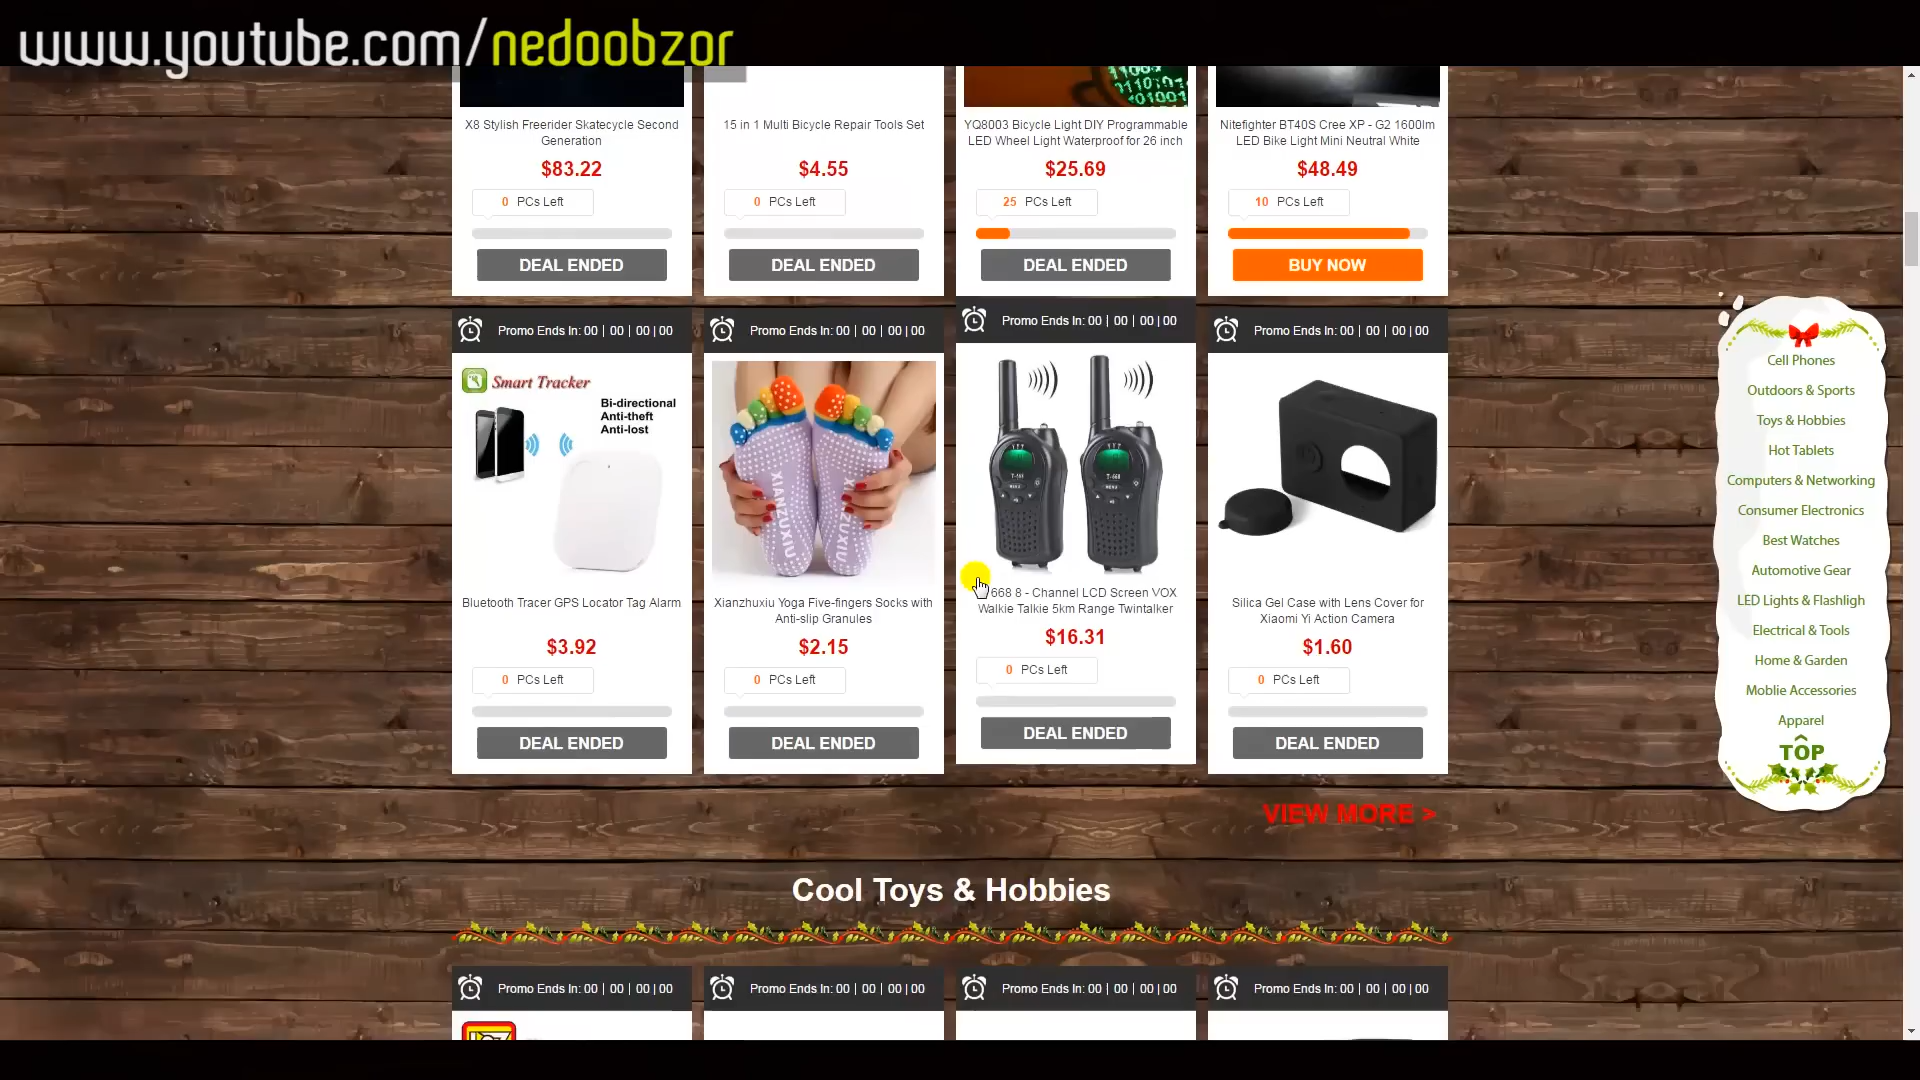 www.youtube.com/nedoobzor
X8 Stylish Freerider Skatecycle Second
Generation
$83.22
0 PCs Left
DEAL ENDED
15 in 1 Multi Bicycle Repair Tools Set
$4.55
0 PCs Left
DEAL ENDED
YQ8003 Bicycle Light DIY Programmable
LED Wheel Light Waterproof for 26 inch
$25.69
25 PCs Left
DEAL ENDED
Nitefighter BT40S Cree XP - G2 1600lm
LED Bike Light Mini Neutral White
$48.49
10 PCs Left
BUY NOW
Promo Ends In: 00 | 00 | 00 | 00
Smart Tracker
Bi-directional
Anti-theft
Anti-lost
Bluetooth Tracer GPS Locator Tag Alarm
$3.92
0 PCs Left
DEAL ENDED
Promo Ends In: 00 | 00 | 00 | 00
XIANZUXIU
Xianzhuxiu Yoga Five-fingers Socks with
Anti-slip Granules
$2.15
0 PCs Left
DEAL ENDED
Promo Ends In: 00 | 00 | 00 | 00
668 8 - Channel LCD Screen VOX
Walkie Talkie 5km Range Twintalker
$16.31
0 PCs Left
DEAL ENDED
Promo Ends In: 00 | 00 | 00 | 00
Silica Gel Case with Lens Cover for
Xiaomi Yi Action Camera
$1.60
0 PCs Left
DEAL ENDED
VIEW MORE >
Cool Toys & Hobbies
Promo Ends In: 00 | 00 | 00 | 00
Promo Ends In: 00 | 00 | 00 | 00
Promo Ends In: 00 | 00 | 00 | 00
Promo Ends In: 00 | 00 | 00 | 00
Cell Phones
Outdoors & Sports
Toys & Hobbies
Hot Tablets
Computers & Networking
Consumer Electronics
Best Watches
Automotive Gear
LED Lights & Flashligh
Electrical & Tools
Home & Garden
Moblie Accessories
Apparel
TOP